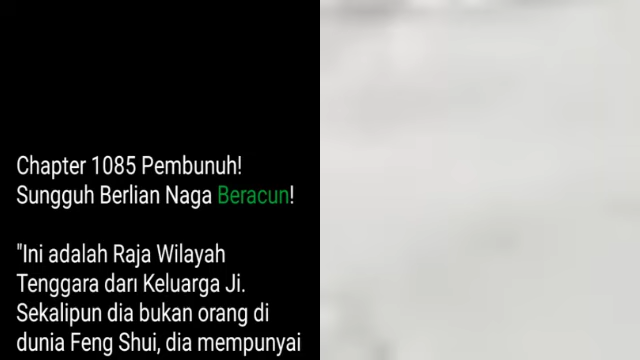 Chapter 1085 Pembunuh!
Sungguh Berlian Naga Beracun!
"Ini adalah Raja Wilayah
Tenggara dari Keluarga Ji.
Sekalipun dia bukan orang di
dunia Feng Shui, dia mempunyai